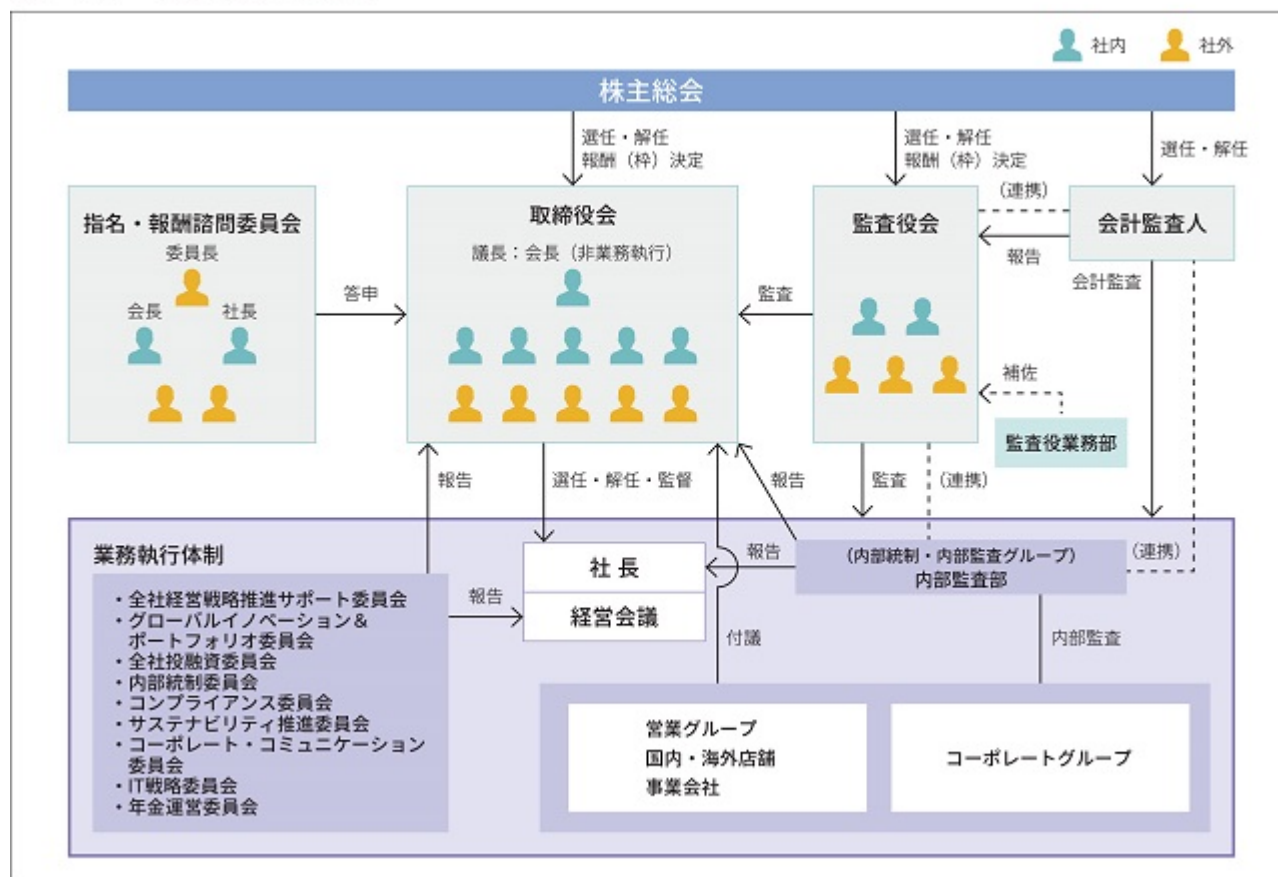 社内
社外
株主総会
選任・解任
報酬（枠）決定
選任・解任
報酬（枠）決定
選任・解任
指名・報酬諮問委員会
委員長
会長
社長
答申
取締役会
議長：会長（非業務執行）
監査
監査役会
（連携）
報告
会計監査人
会計監査
補佐
監査役業務部
報告
選任・解任・監督
報告
監査
（連携）
業務執行体制
・全社経営戦略推進サポート委員会
・グローバルイノベーション＆
ポートフォリオ委員会
・全社投融資委員会
・内部統制委員会
・コンプライアンス委員会
・サステナビリティ推進委員会
・コーポレート・コミュニケーション
委員会
・IT戦略委員会
・年金運営委員会
報告
社 長
経営会議
報告
（内部統制・内部監査グループ）
内部監査部
（連携）
付議
内部監査
営業グループ
国内・海外店舗
事業会社
コーポレートグループ